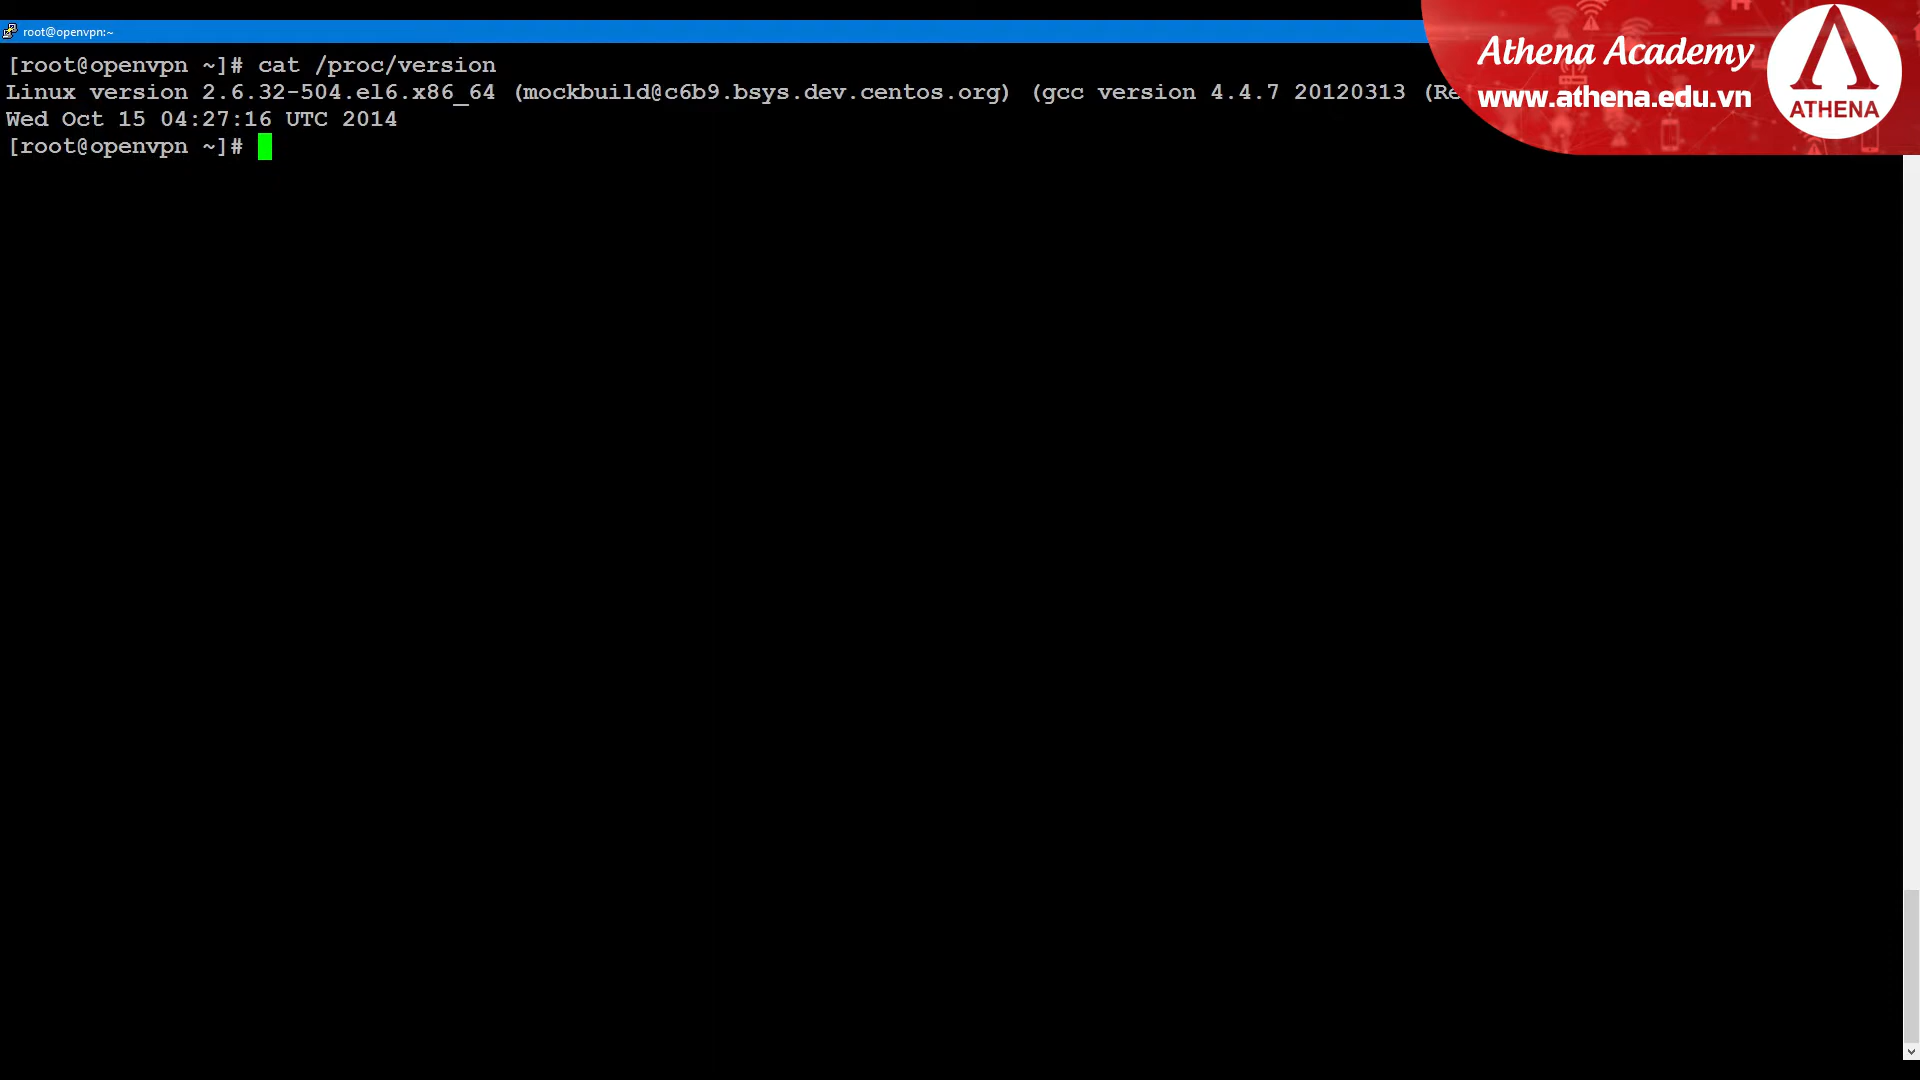 root@openvpn:~
[root@openvpn ~]# cat /proc/version
Linux version 2.6.32-504.el6.x86_64 (mockbuild@c6b9.bsys.dev.centos.org) (gcc version 4.4.7 20120313 (Re
Wed Oct 15 04:27:16 UTC 2014
[root@openvpn ~]#
Athena Academy
www.athena.edu.vn
ATHENA